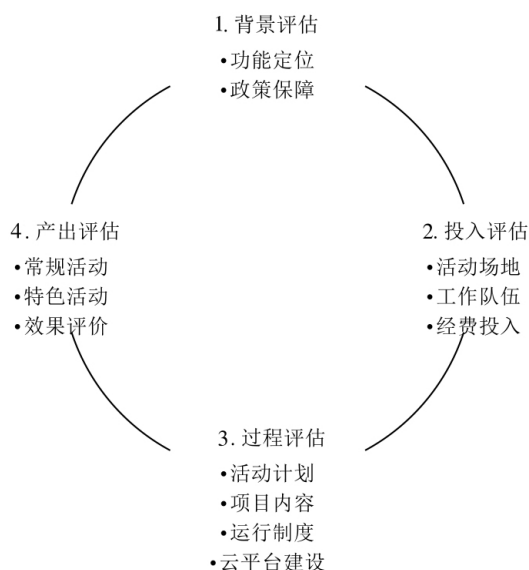 1. 背景评估
•功能定位
•政策保障
4. 产出评估
•常规活动
•特色活动
•效果评价
2. 投入评估
•活动场地
•工作队伍
•经费投入
3. 过程评估
•活动计划
•项目内容
•运行制度
•云平台建设